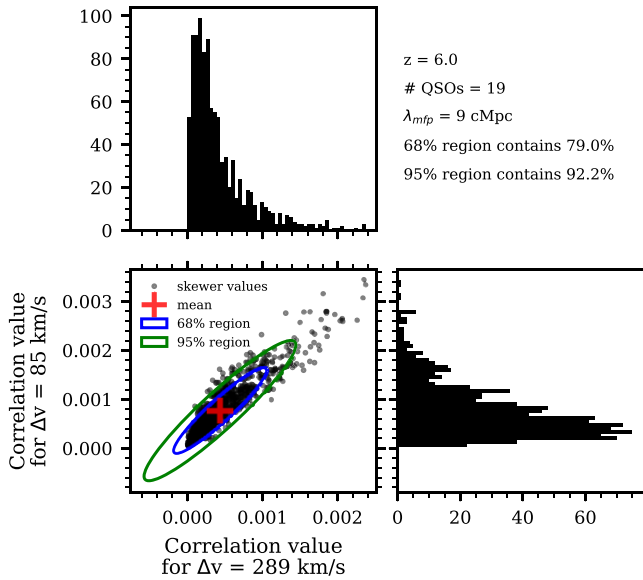 100
80
60
40
20
0
z = 6.0
# QSOs = 19
λmfp = 9 cMpc
68% region contains 79.0%
95% region contains 92.2%
Correlation value
for Δv = 85 km/s
0.003
0.002
0.001
0.000
skewer values
mean
68% region
95% region
0.000 0.001 0.002
Correlation value
for Δv = 289 km/s
0 20 40 60